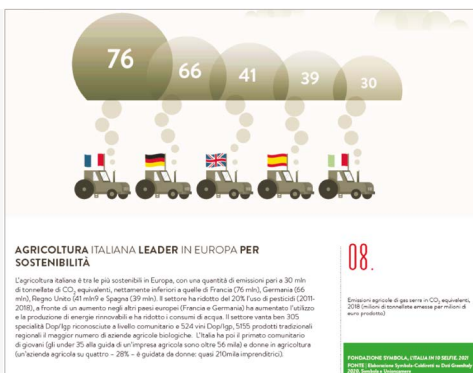 76
66
41
39
30
AGRICOLTURA ITALIANA LEADER IN EUROPA PER
SOSTENIBILITÀ
L'agricoltura italiana è tra le più sostenibili in Europa, con una quantità di emissioni pari a 30 mln
di tonnellate di CO2 equivalenti, nettamente inferiori a quelle di Francia (76 mln), Germania (66
mln), Regno Unito (41 mln9 e Spagna (39 mln). Il settore ha ridotto del 20% l'uso di pesticidi (2011-
2018), a fronte di un aumento negli altri paesi europei (Francia e Germania) ha aumentato l'utilizzo
e la produzione di energie rinnovabili e ha ridotto i consumi di acqua. Il settore vanta ben 305
specialità Dop/Igp riconosciute a livello comunitario e 524 vini Dop/Igp, 5155 prodotti tradizionali
regionali il maggior numero di aziende agricole biologiche. L'Italia ha poi il primato comunitario
di giovani (gli under 35 alla guida di un'impresa agricola sono oltre 56 mila) e donne in agricoltura
(un'azienda agricola su quattro – 28% – è guidata da donne: quasi 210mila imprenditrici).
08.
Emissioni agricole di gas serra in CO2 equivalenti,
2018 (milioni di tonnellate emesse per milioni di
euro prodotto)
FONDAZIONE SYMBOLA, L'ITALIA IN 10 SELFIE, 2021
FONTE | Elaborazione Symbola-Coldiretti su Dati GreenItaly
2020, Symbola e Unioncamere